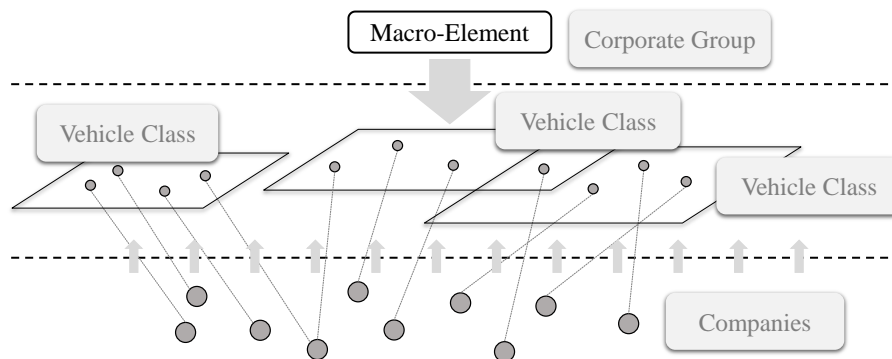 Macro-Element
Corporate Group
Vehicle Class
Vehicle Class
Vehicle Class
Companies